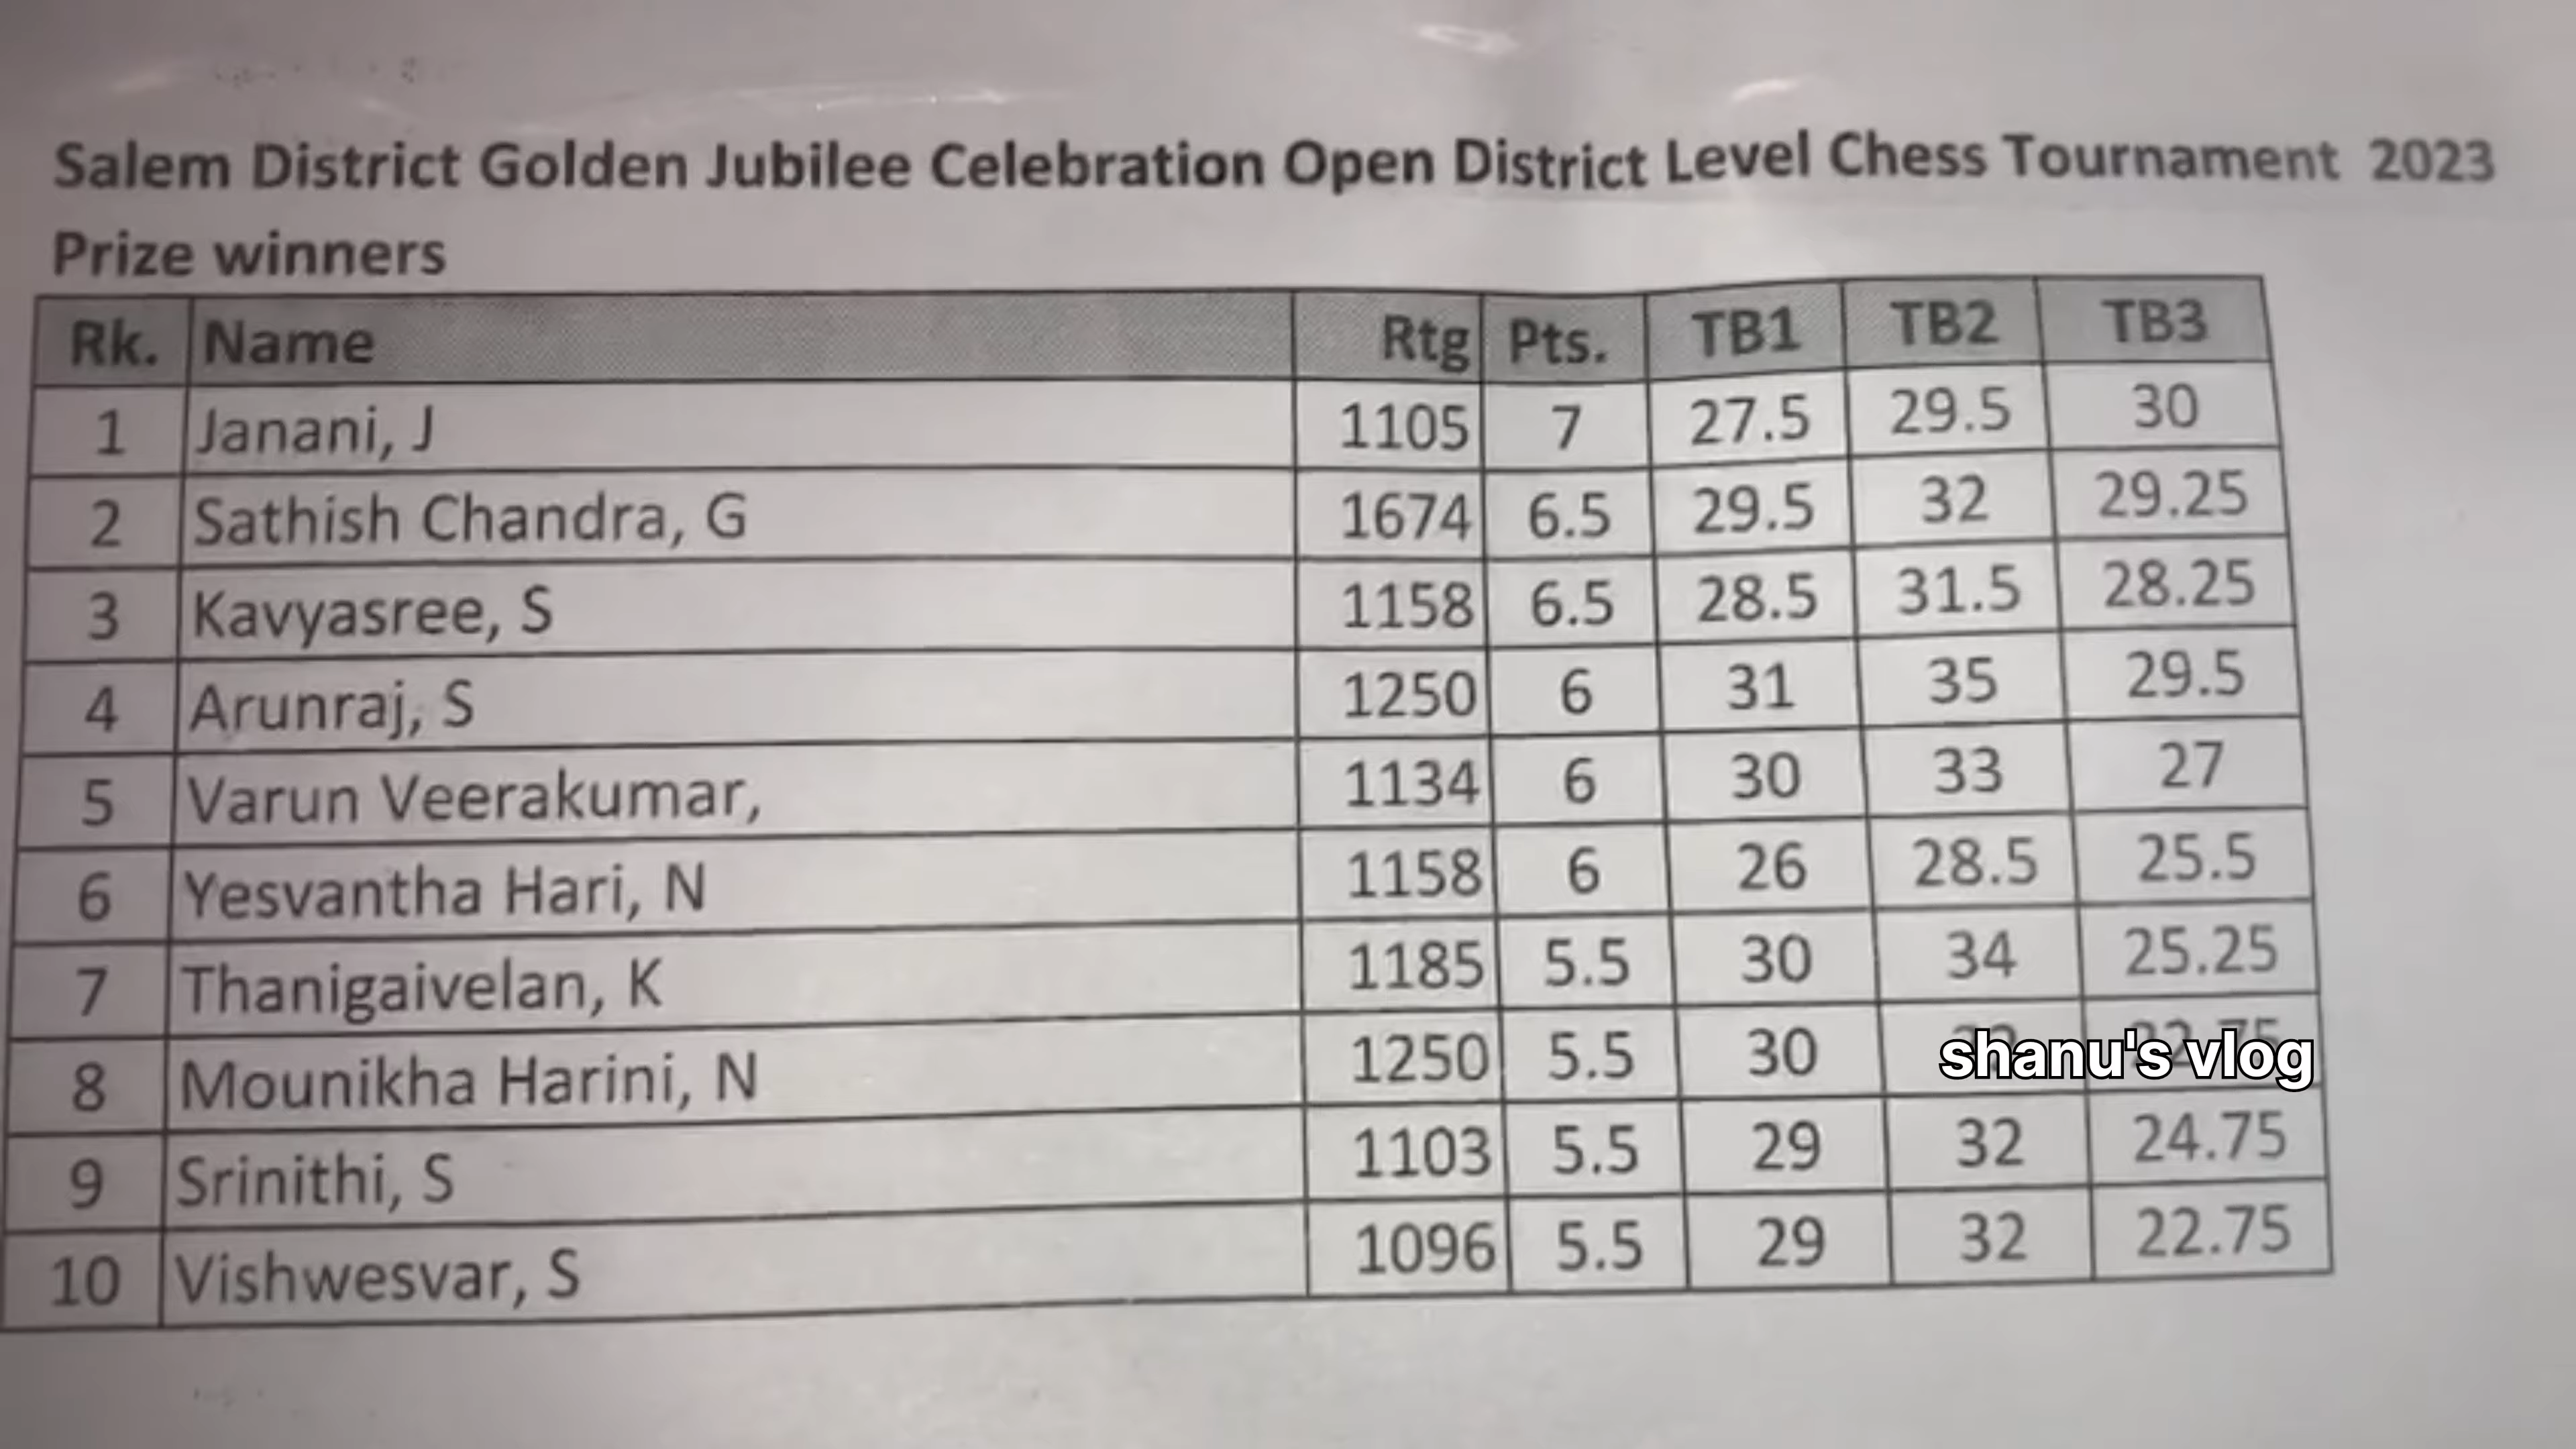 Salem District Golden Jubilee Celebration Open District Level Chess Tournament 2023
Prize winners
Rk. Name Rtg Pts. TB1 TB2 TB3
1 Janani, J 1105 7 27.5 29.5 30
2 Sathish Chandra, G 1674 6.5 29.5 32 29.25
3 Kavyasree, S 1158 6.5 28.5 31.5 28.25
4 Arunraj, S 1250 6 31 35 29.5
5 Varun Veerakumar, 1134 6 30 33 27
6 Yesvantha Hari, N 1158 6 26 28.5 25.5
7 Thanigaivelan, K 1185 5.5 30 34 25.25
8 Mounikha Harini, N 1250 5.5 30
shanu's vlog
9 Srinithi, S 1103 5.5 29 32 24.75
10 Vishwesvar, S 1096 5.5 29 32 22.75